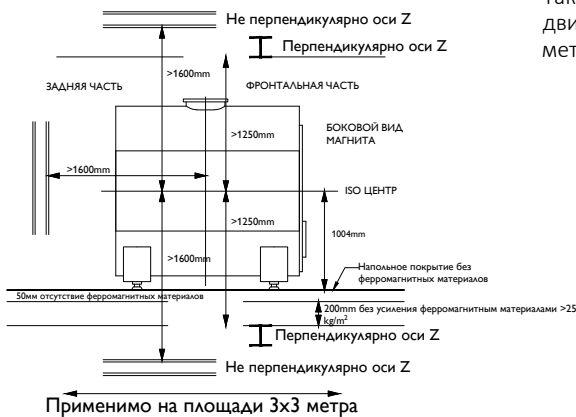 Не перпендикулярно оси Z
Перпендикулярно оси Z
>1600mm
ЗАДНЯЯ ЧАСТЬ
ФРОНТАЛЬНАЯ ЧАСТЬ
>1250mm
БОКОВОЙ ВИД
МАГНИТА
>1600mm
ISO ЦЕНТР
>1250mm
1004mm
>1600mm
Напольное покрытие без
ферромагнитных материалов
50мм отсутствие ферромагнитных материалов
200mm без усиления ферромагнитным материалами >25
kg/m²
Перпендикулярно оси Z
Не перпендикулярно оси Z
Применимо на площади 3x3 метра
дви
мет